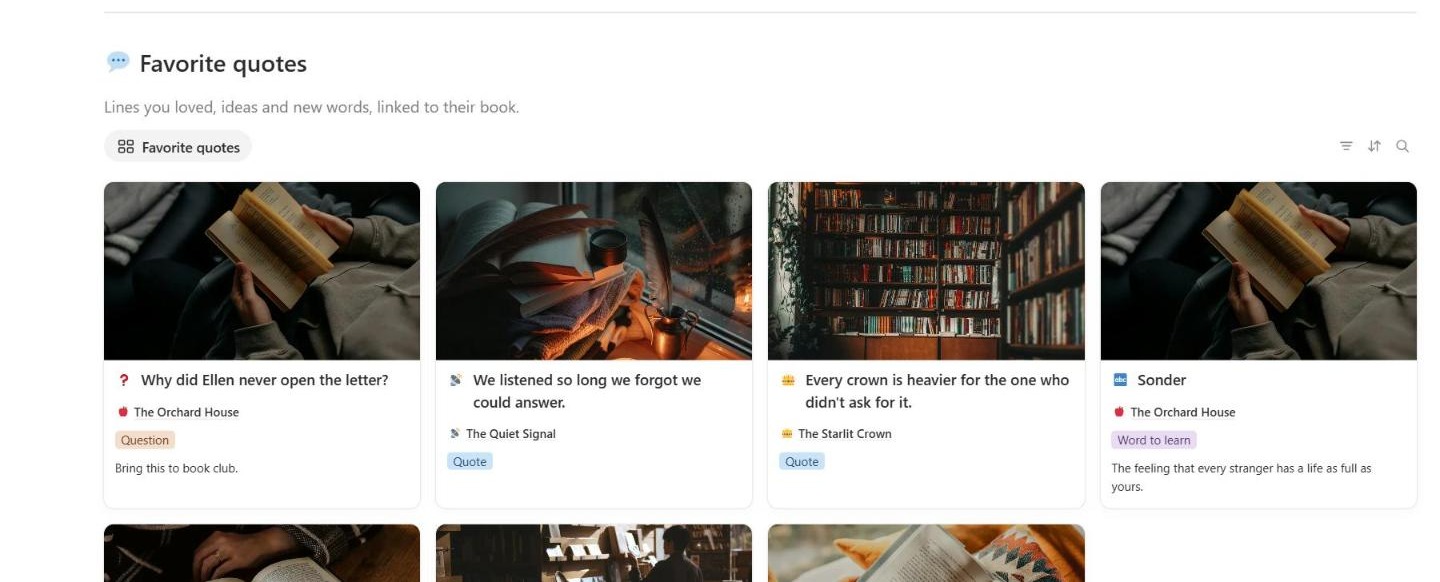 Favorite quotes
Lines you loved, ideas and new words, linked to their book.
Favorite quotes
Why did Ellen never open the letter?
The Orchard House
Question
Bring this to book club.
We listened so long we forgot we
could answer.
The Quiet Signal
Quote
Every crown is heavier for the one who
didn't ask for it.
The Starlit Crown
Quote
Sonder
The Orchard House
Word to learn
The feeling that every stranger has a life as full as
yours.